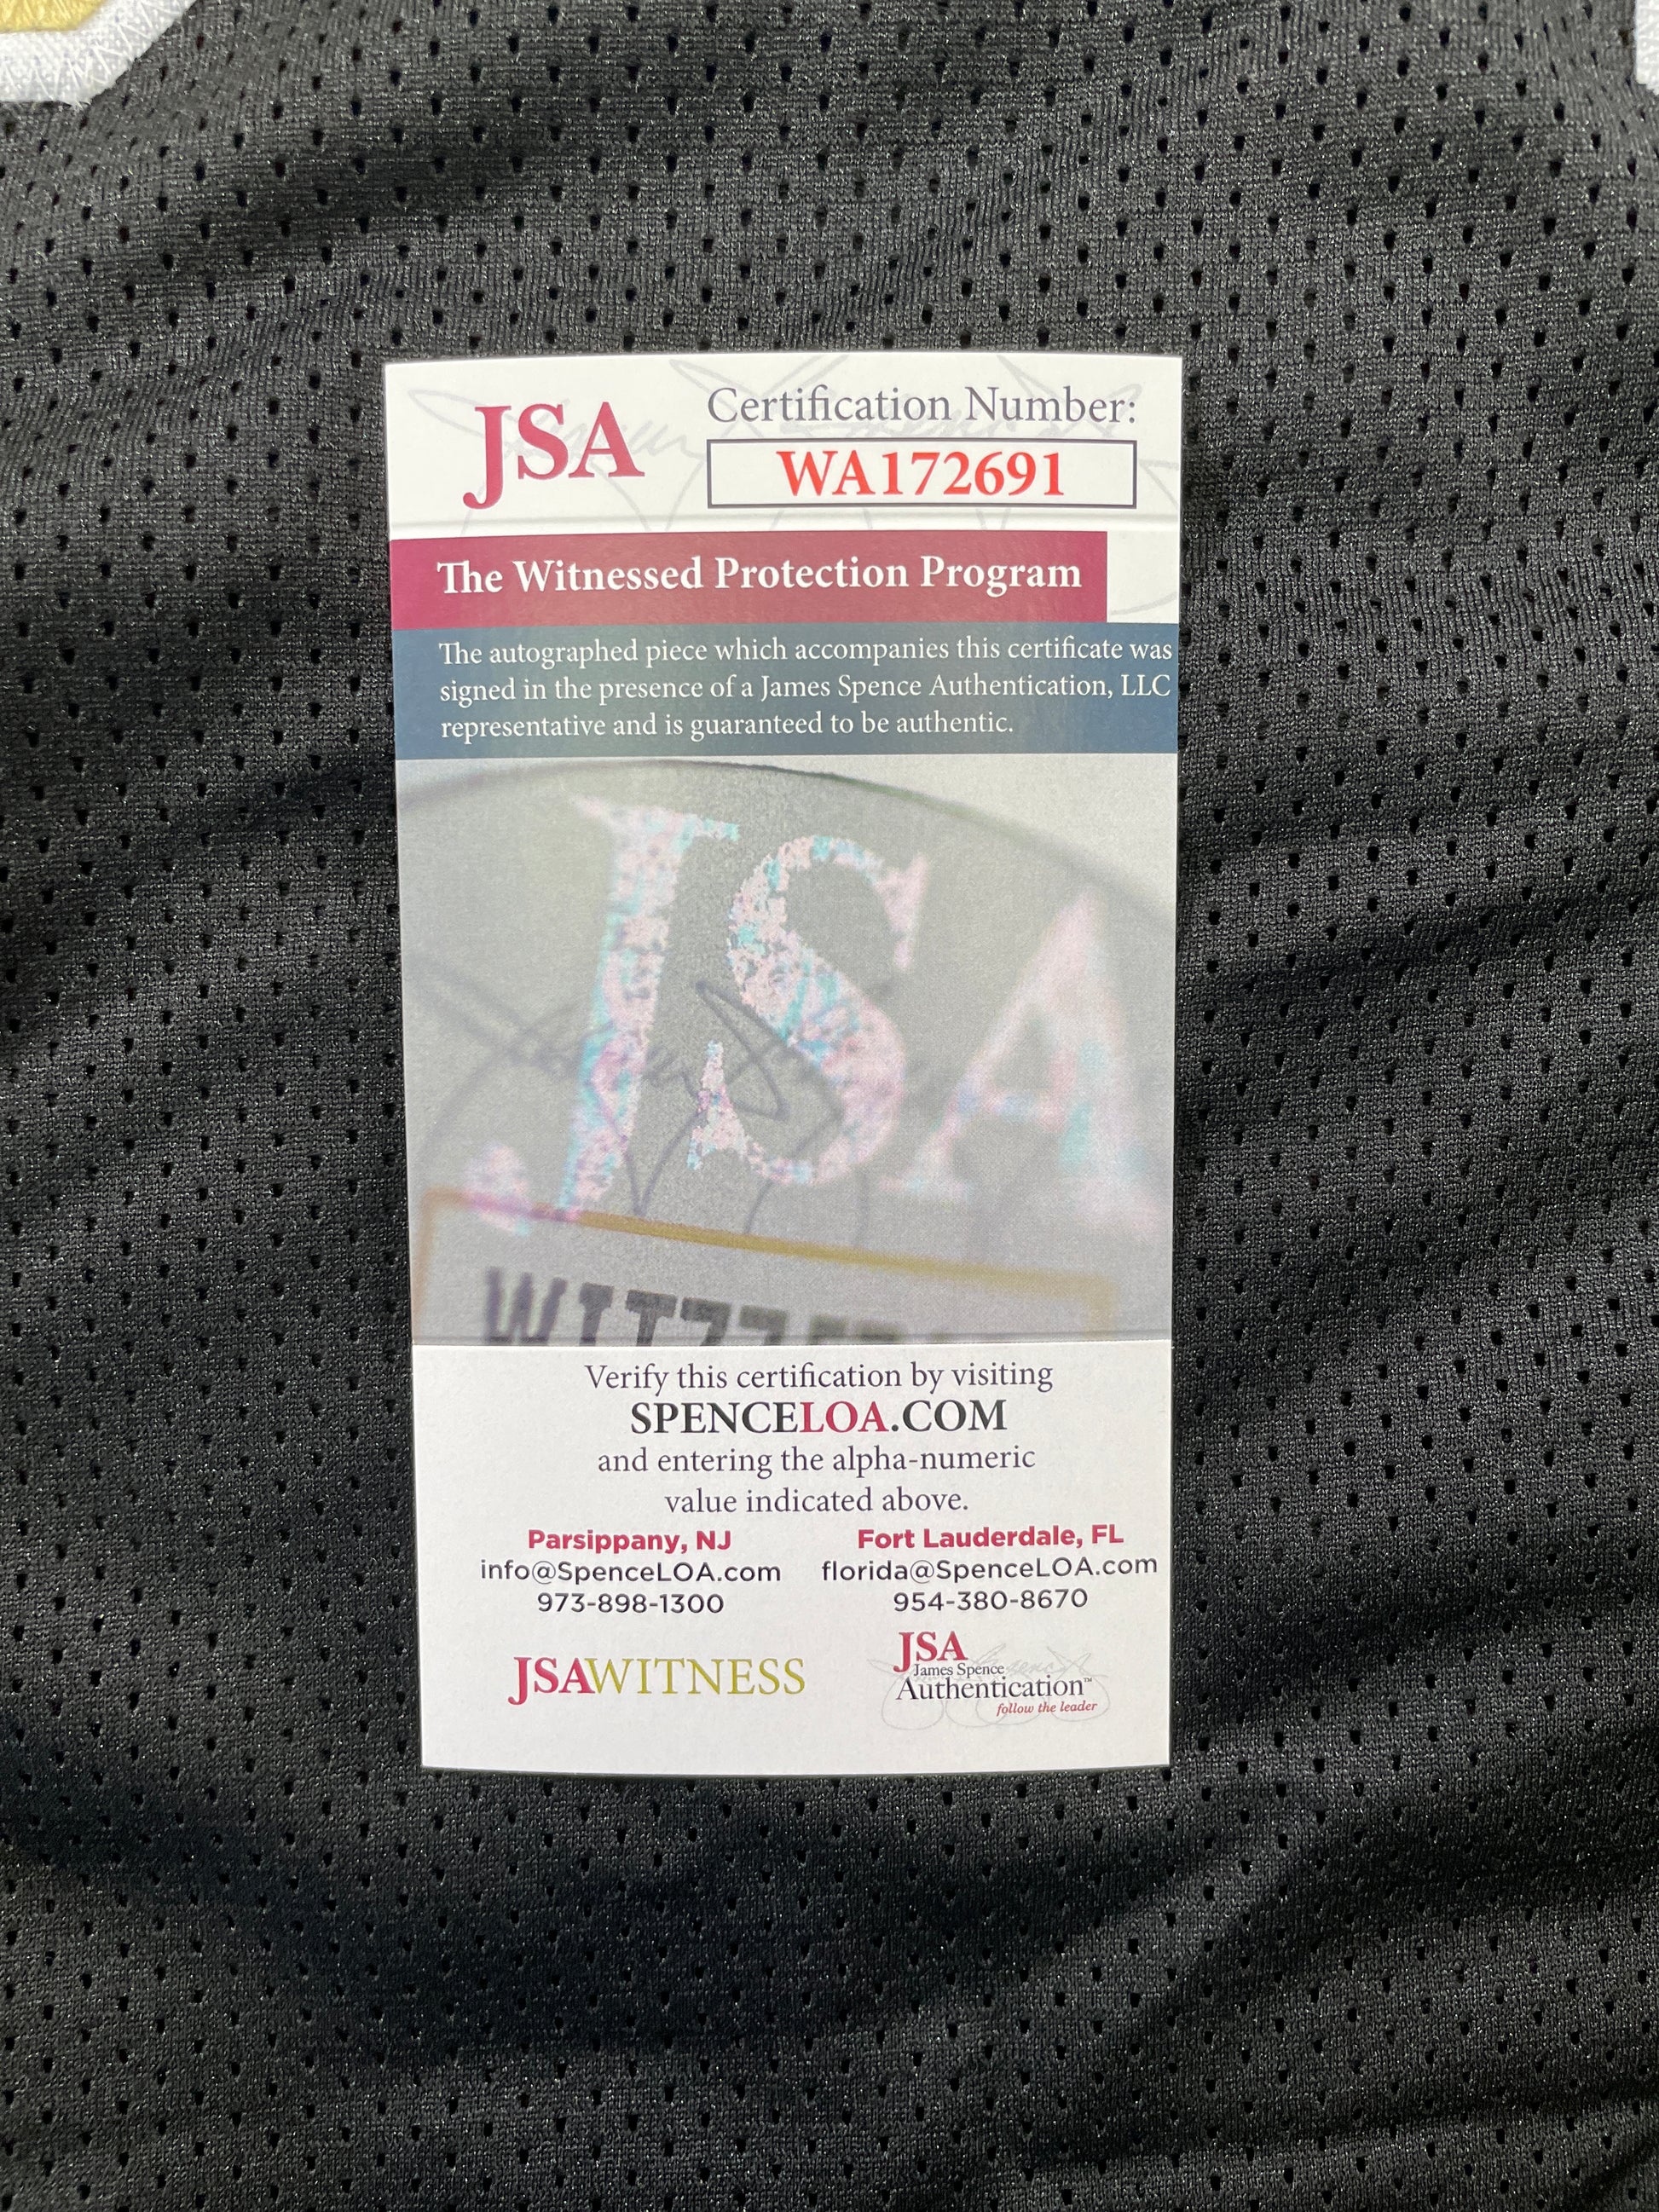 JSA
Certification Number:
WA172691
The Witnessed Protection Program
The autographed piece which accompanies this certificate was
signed in the presence of a James Spence Authentication, LLC
representative and is guaranteed to be authentic.
JSA
Verify this certification by visiting
SPENCELOA.COM
and entering the alpha-numeric
value indicated above.
Parsippany, NJ
info@SpenceLOA.com
973-898-1300
Fort Lauderdale, FL
florida@SpenceLOA.com
954-380-8670
JSAWITNESS
JSA
James Spence
Authentication™
follow the leader